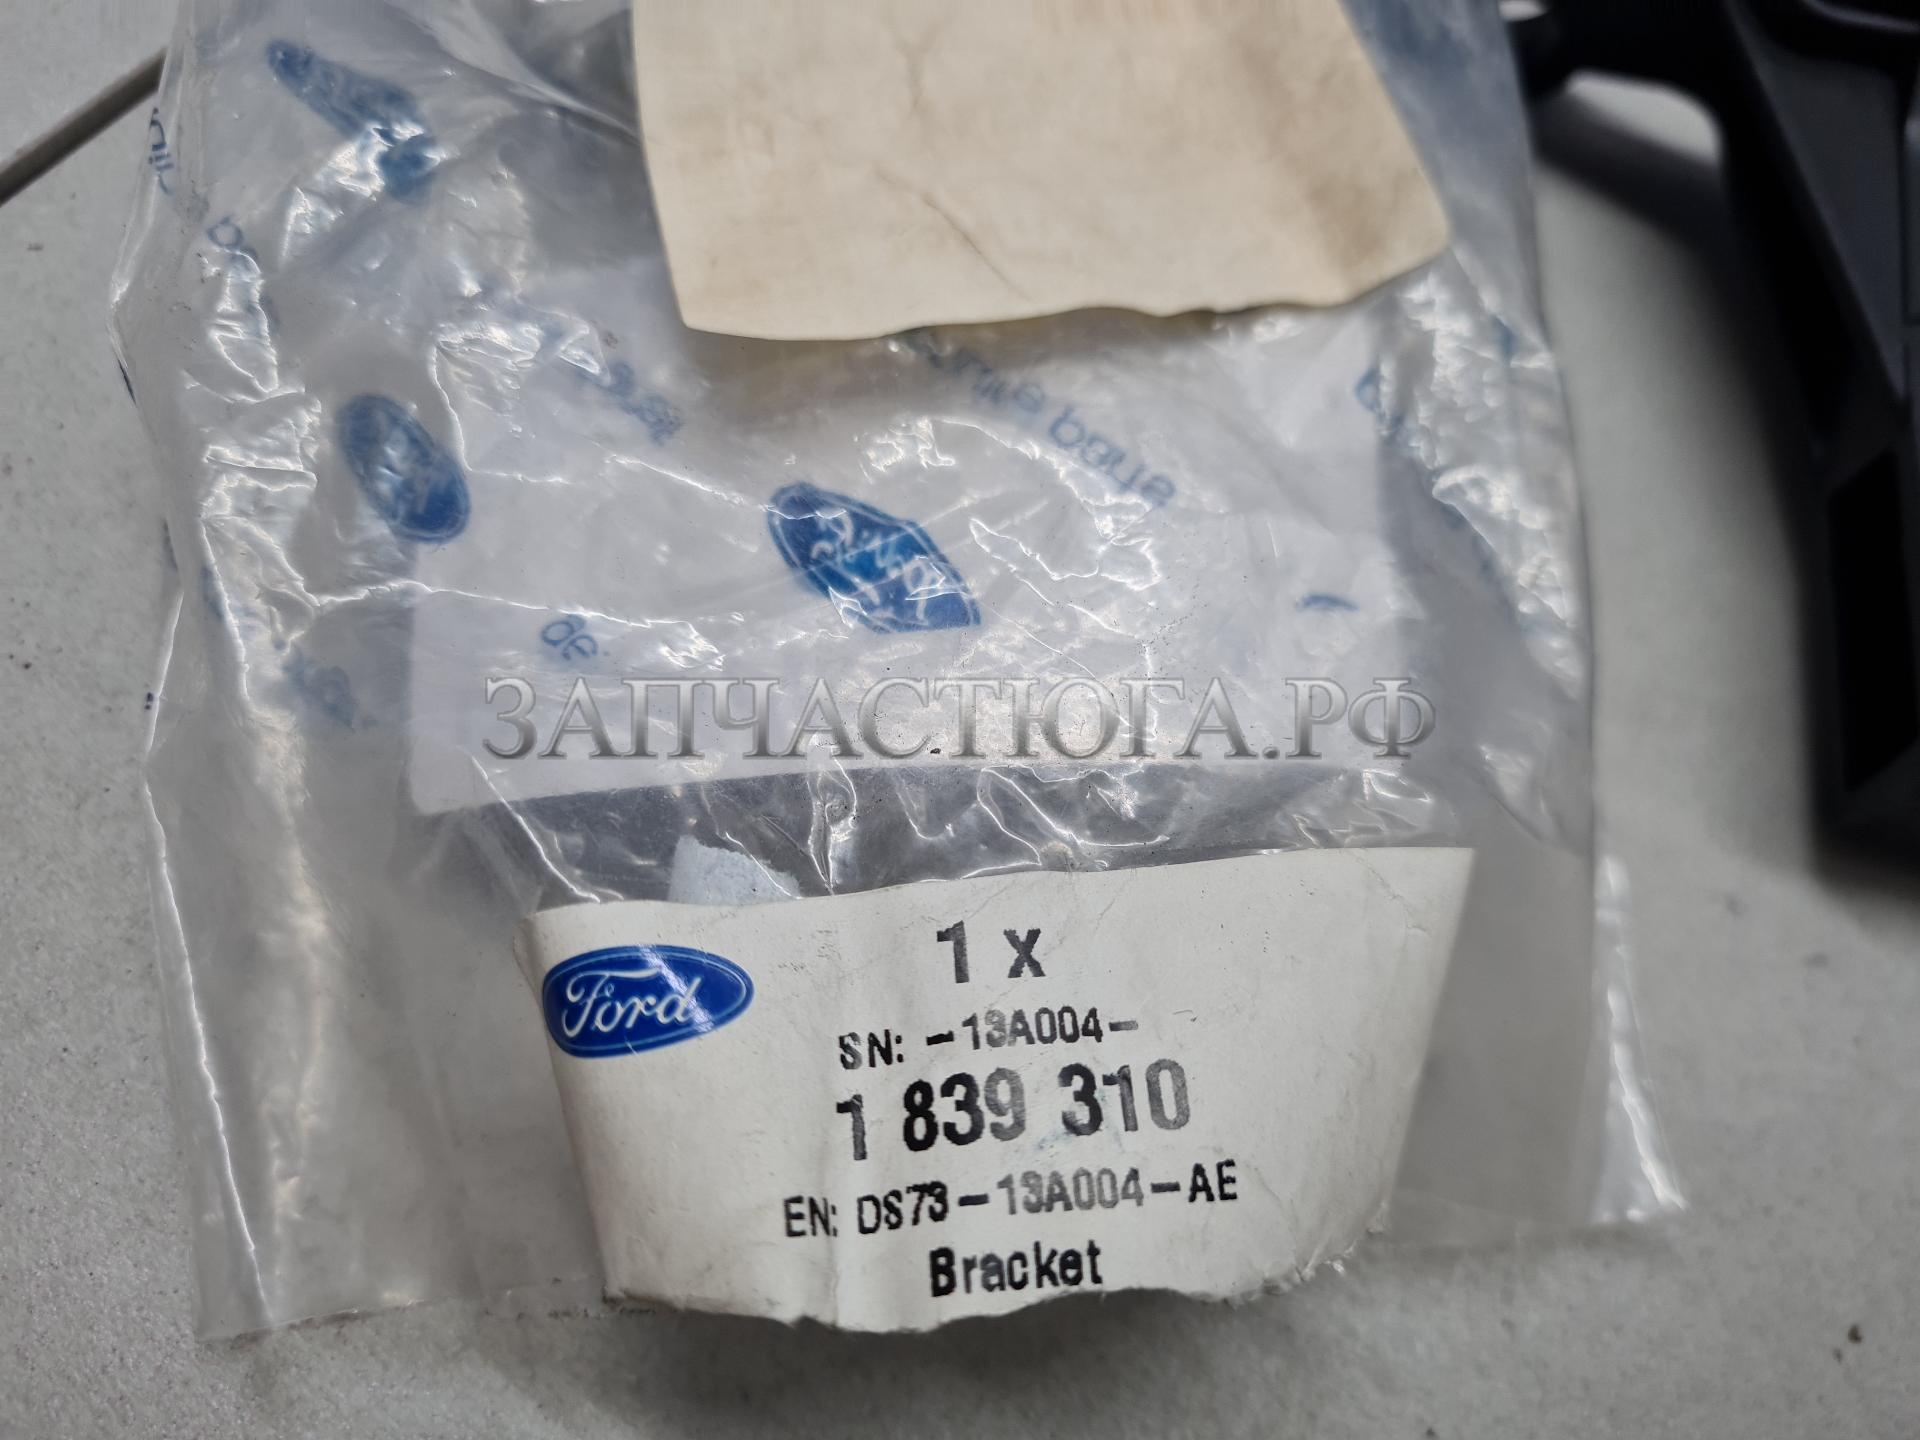 ЗАПЧАСТЮГА.РФ
Ford
1 x
SN: -13A004-
1 839 310
EN: DS73-13A004-AE
Bracket